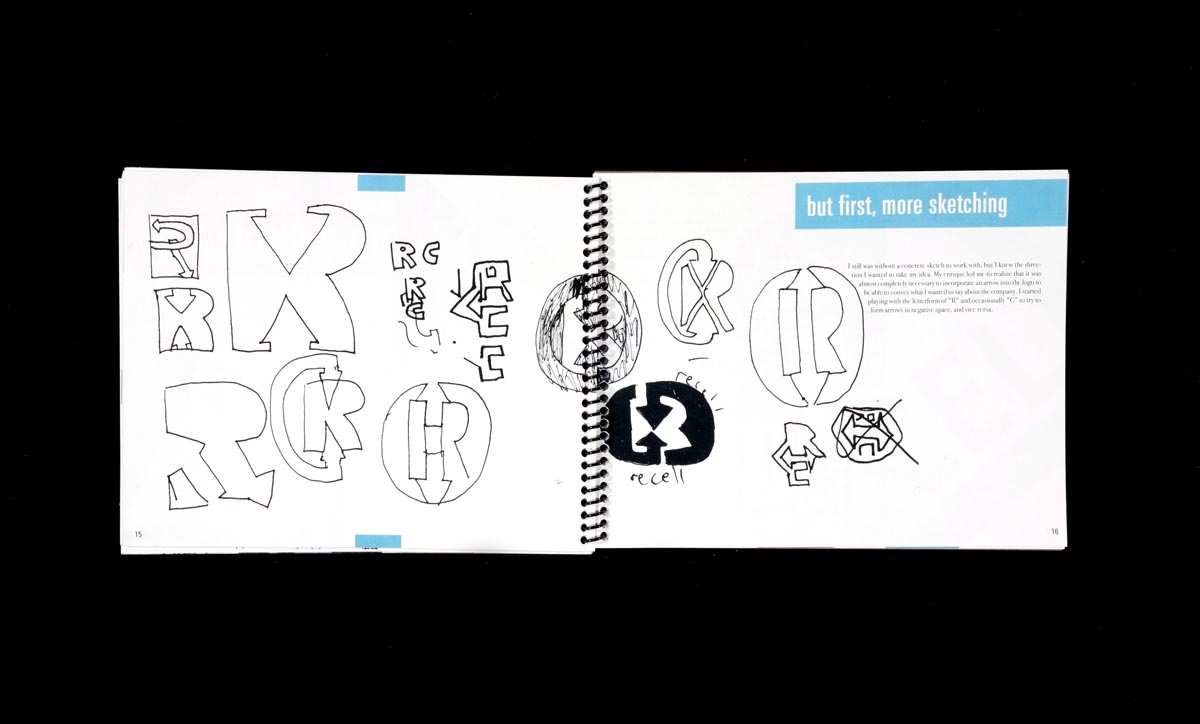 R C
R
C
but first, more sketching
I still was without a concrete sketch to work with, but I knew the direc-
tion I wanted to take my idea. My critique led me to realize that it was
almost completely necessary to incorporate an arrow into the logo to
be able to convey what I wanted to say about the company. I started
playing with the letterform of "R" and occasionally "C" to try to
form arrows in negative space, and vice versa.
recell
recell
15
16